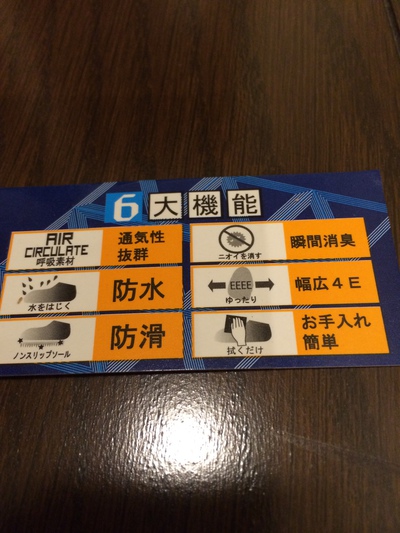 6大機能
AIR
CIRCULATE
呼吸素材
通気性
抜群
ニオイを消す
瞬間消臭
水をはじく
防水
EEEE
ゆったり
幅広4E
ノンスリップソール
防滑
拭くだけ
お手入れ
簡単